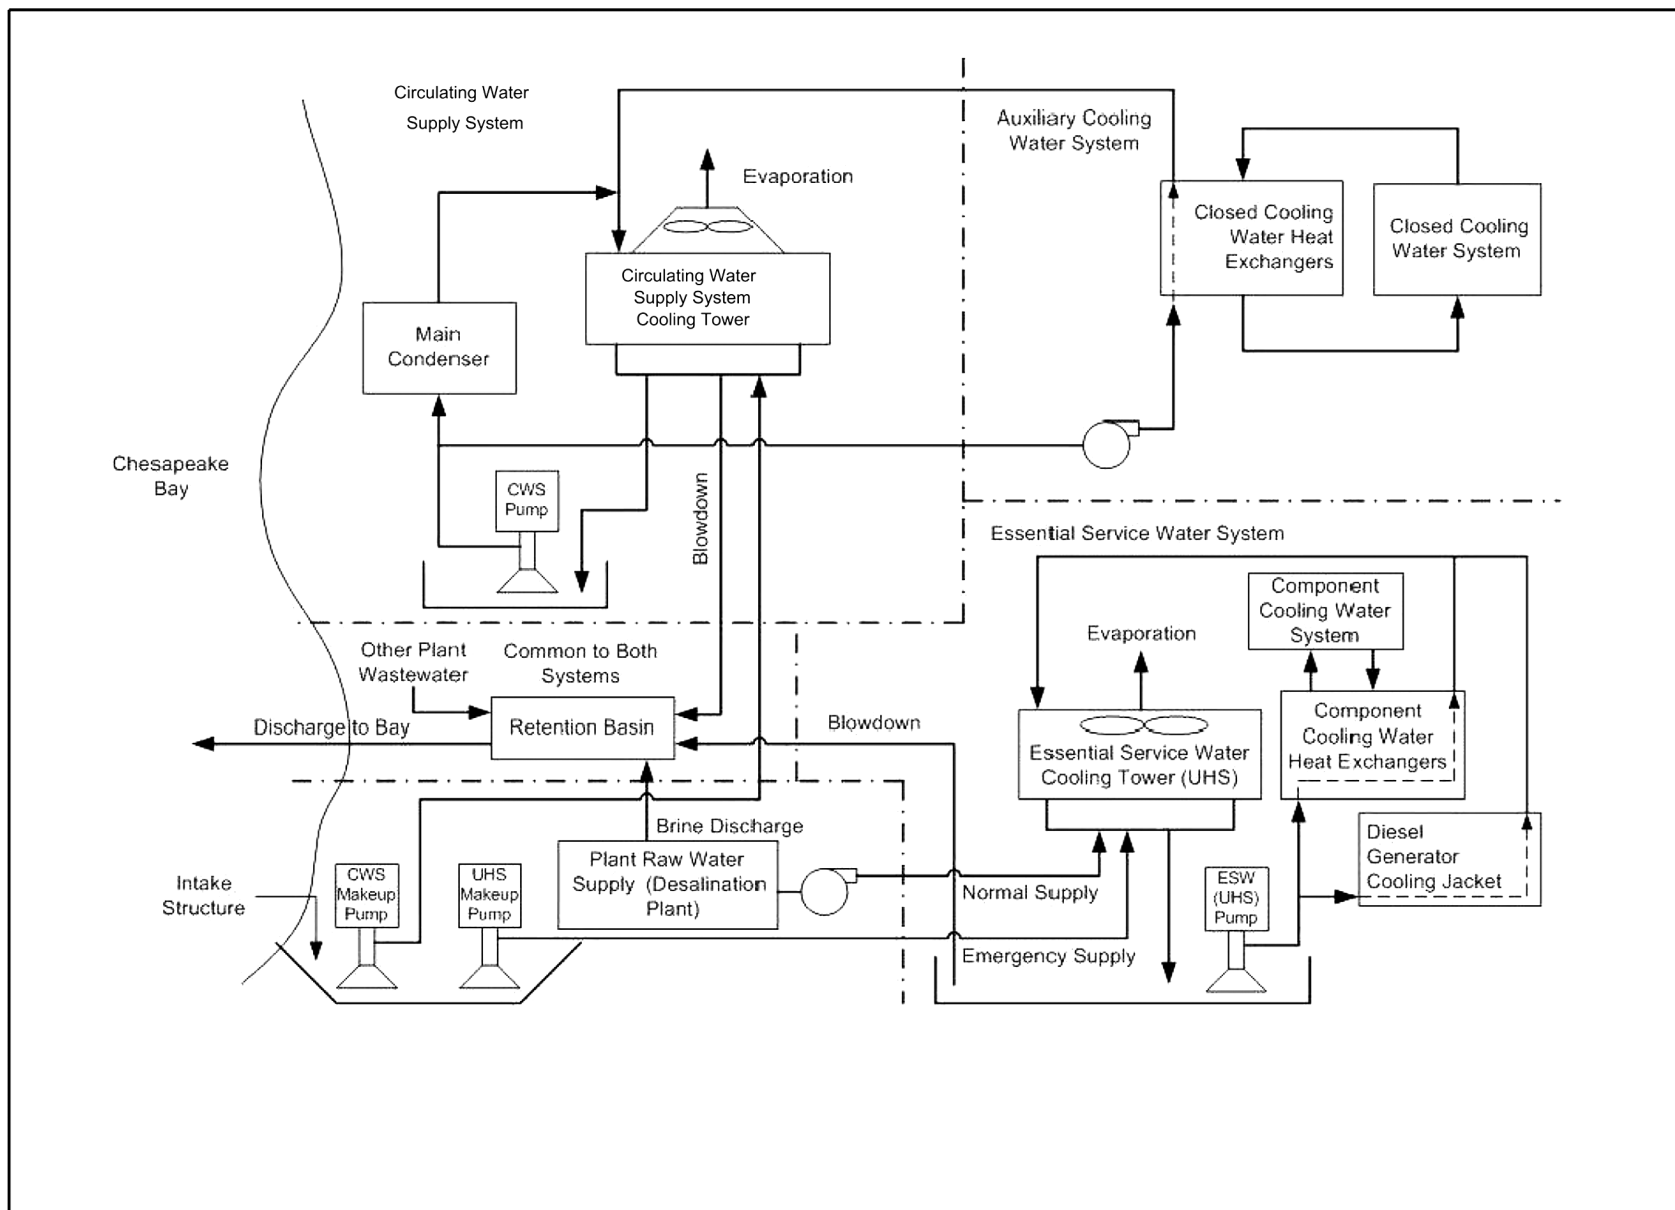 Circulating Water
Supply System
Auxiliary Cooling
Water System
Evaporation
Closed Cooling
Water Heat
Exchangers
Closed Cooling
Water System
Circulating Water
Supply System
Cooling Tower
Main
Condenser
Chesapeake
Bay
CWS
Pump
Blowdown
Essential Service Water System
Component
Cooling Water
System
Evaporation
Other Plant
Wastewater
Common to Both
Systems
Retention Basin
Discharge to Bay
Blowdown
Essential Service Water
Cooling Tower (UHS)
Component
Cooling Water
Heat Exchangers
Brine Discharge
Plant Raw Water
Supply (Desalination
Plant)
Diesel
Generator
Cooling Jacket
Intake
Structure
CWS
Makeup
Pump
UHS
Makeup
Pump
Normal Supply
ESW
(UHS)
Pump
Emergency Supply